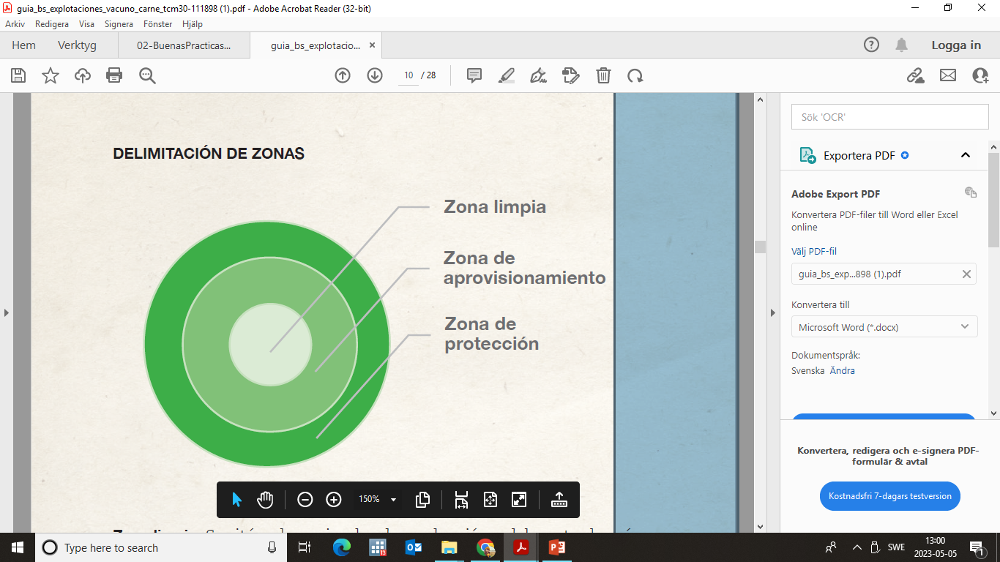 guia_bs_explotaciones_vacuno_carne_tcm30-111898 (1).pdf - Adobe Acrobat Reader (32-bit)
Arkiv Redigera Visa Signera Fönster Hjälp
Hem Verktyg 02-BuenasPracticas... guia_bs_explotacio... × Logga in
10 / 28
DELIMITACIÓN DE ZONAS
Zona limpia
Zona de
aprovisionamiento
Zona de
protección
150%
Sök 'OCR'
Exportera PDF
Adobe Export PDF
Konvertera PDF-filer till Word eller Excel
online
Välj PDF-fil
guia_bs_exp...898 (1).pdf
Konvertera till
Microsoft Word (*.docx)
Dokumentspråk:
Svenska Ändra
Konvertera, redigera och e-signera PDF-
formulär & avtal
Kostnadsfri 7-dagars testversion
Type here to search
SWE
13:00
2023-05-05